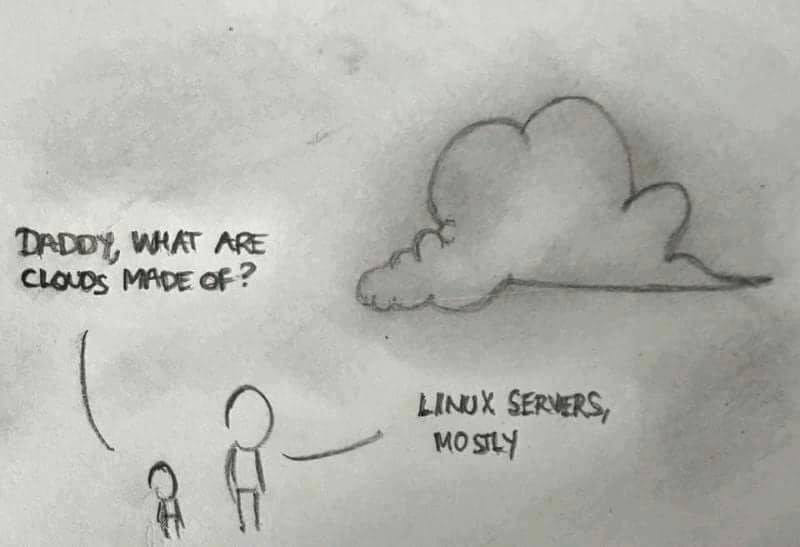 DADDY, WHAT ARE
CLOUDS MADE OF?
LINUX SERVERS,
MOSTLY